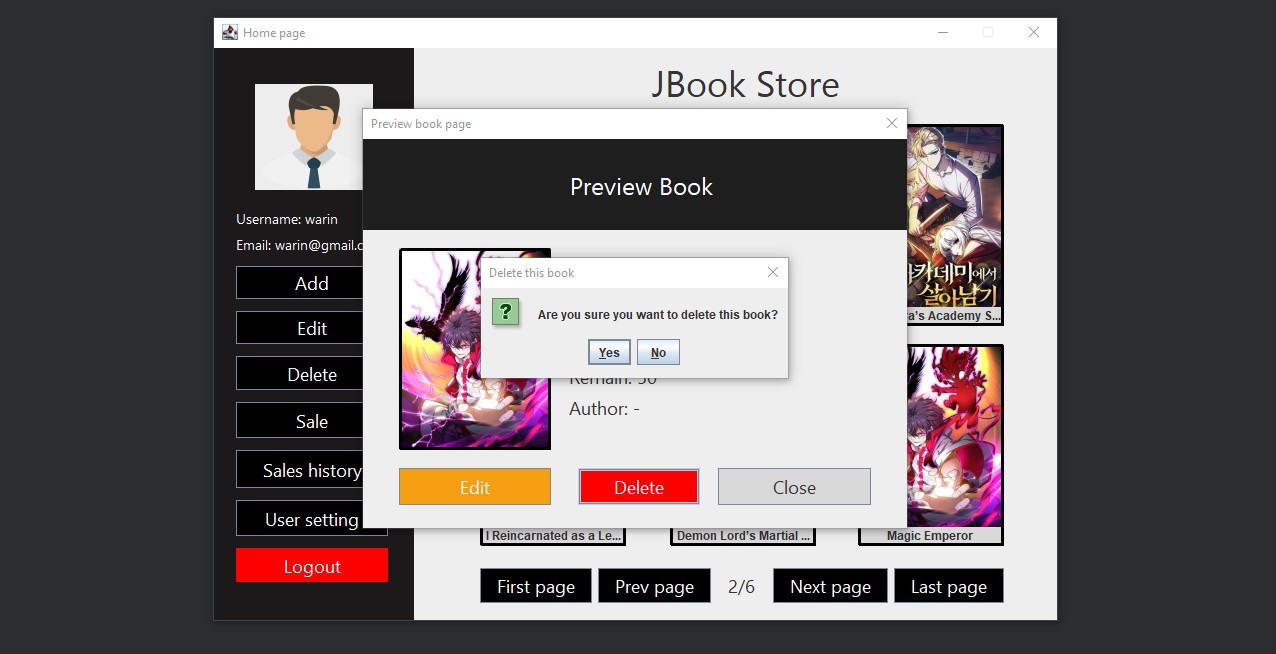 Home page
JBook Store
Preview book page
Preview Book
Username: warin
Email: warin@gmail.c
Add
Edit
Delete
Sale
Sales history
User setting
Logout
Delete this book
?
Are you sure you want to delete this book?
Yes
No
Remain: 50
Author: -
Edit
Delete
Close
카데미에서
살아남기
ra's Academy S...
I Reincarnated as a Le...
Demon Lord's Martial ...
Magic Emperor
First page
Prev page
2/6
Next page
Last page